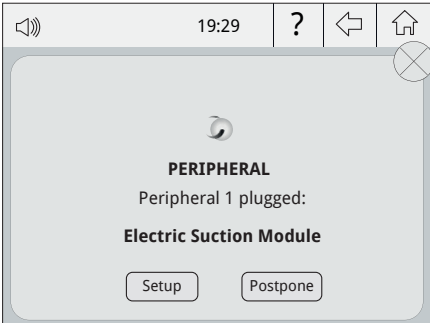 19:29 ?
PERIPHERAL
Peripheral 1 plugged:
Electric Suction Module
Setup Postpone